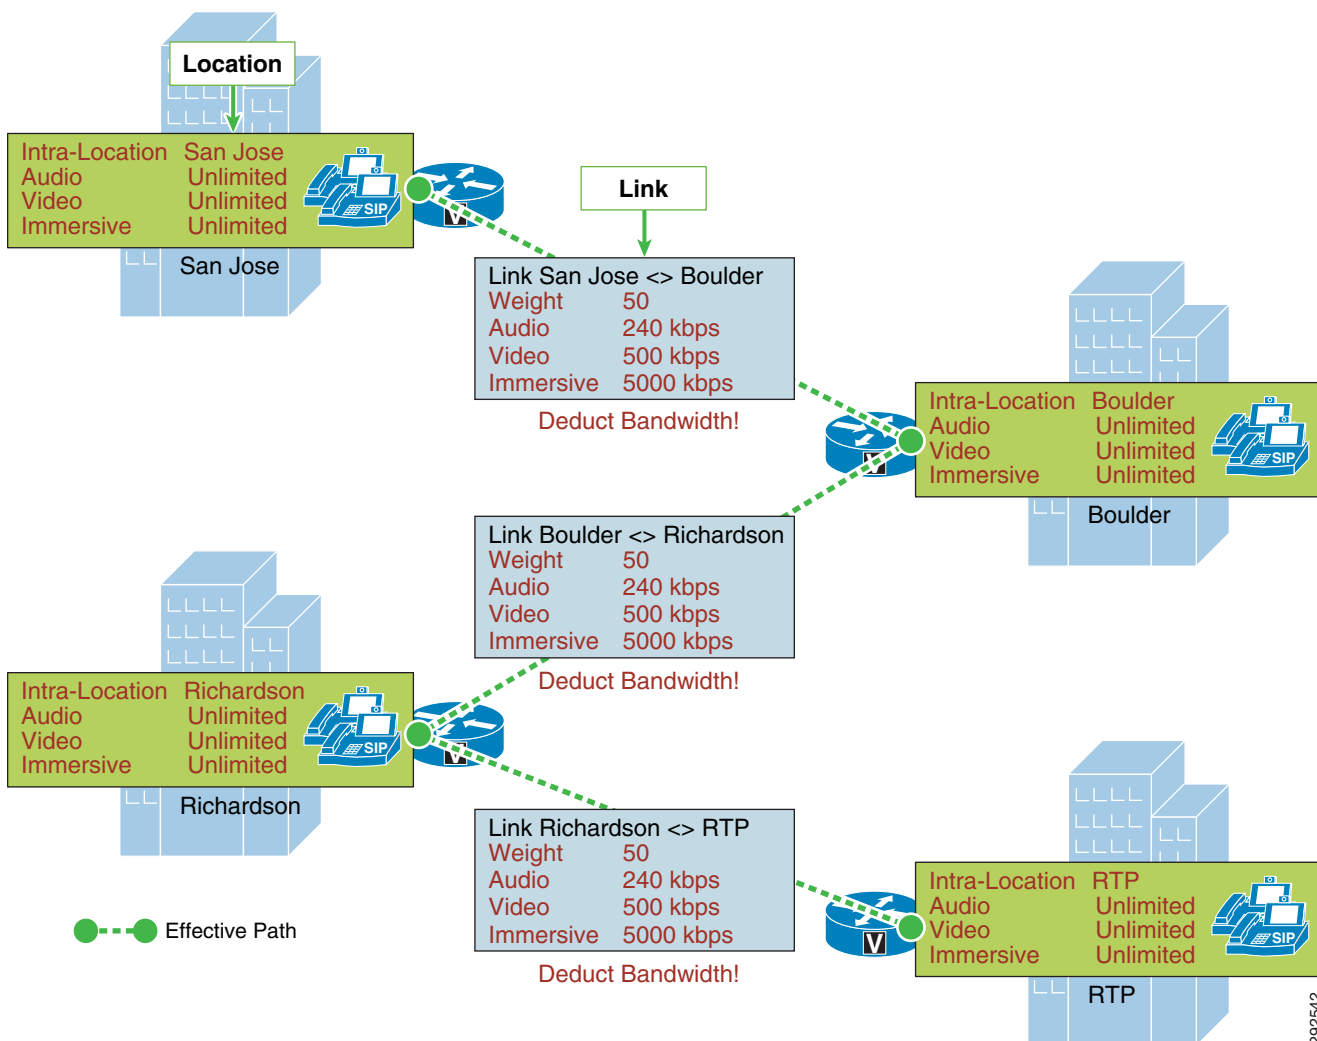 Location
Intra-Location San Jose
Audio Unlimited
Video Unlimited
Immersive Unlimited
SIP
V
San Jose
Link
Link San Jose <> Boulder
Weight 50
Audio 240 kbps
Video 500 kbps
Immersive 5000 kbps
Deduct Bandwidth!
Intra-Location Boulder
Audio Unlimited
Video Unlimited
Immersive Unlimited
SIP
V
Boulder
Link Boulder <> Richardson
Weight 50
Audio 240 kbps
Video 500 kbps
Immersive 5000 kbps
Deduct Bandwidth!
Intra-Location Richardson
Audio Unlimited
Video Unlimited
Immersive Unlimited
SIP
V
Richardson
Link Richardson <> RTP
Weight 50
Audio 240 kbps
Video 500 kbps
Immersive 5000 kbps
Deduct Bandwidth!
Intra-Location RTP
Audio Unlimited
Video Unlimited
Immersive Unlimited
SIP
V
RTP
Effective Path
292542